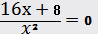 16x + 8
x² = 0